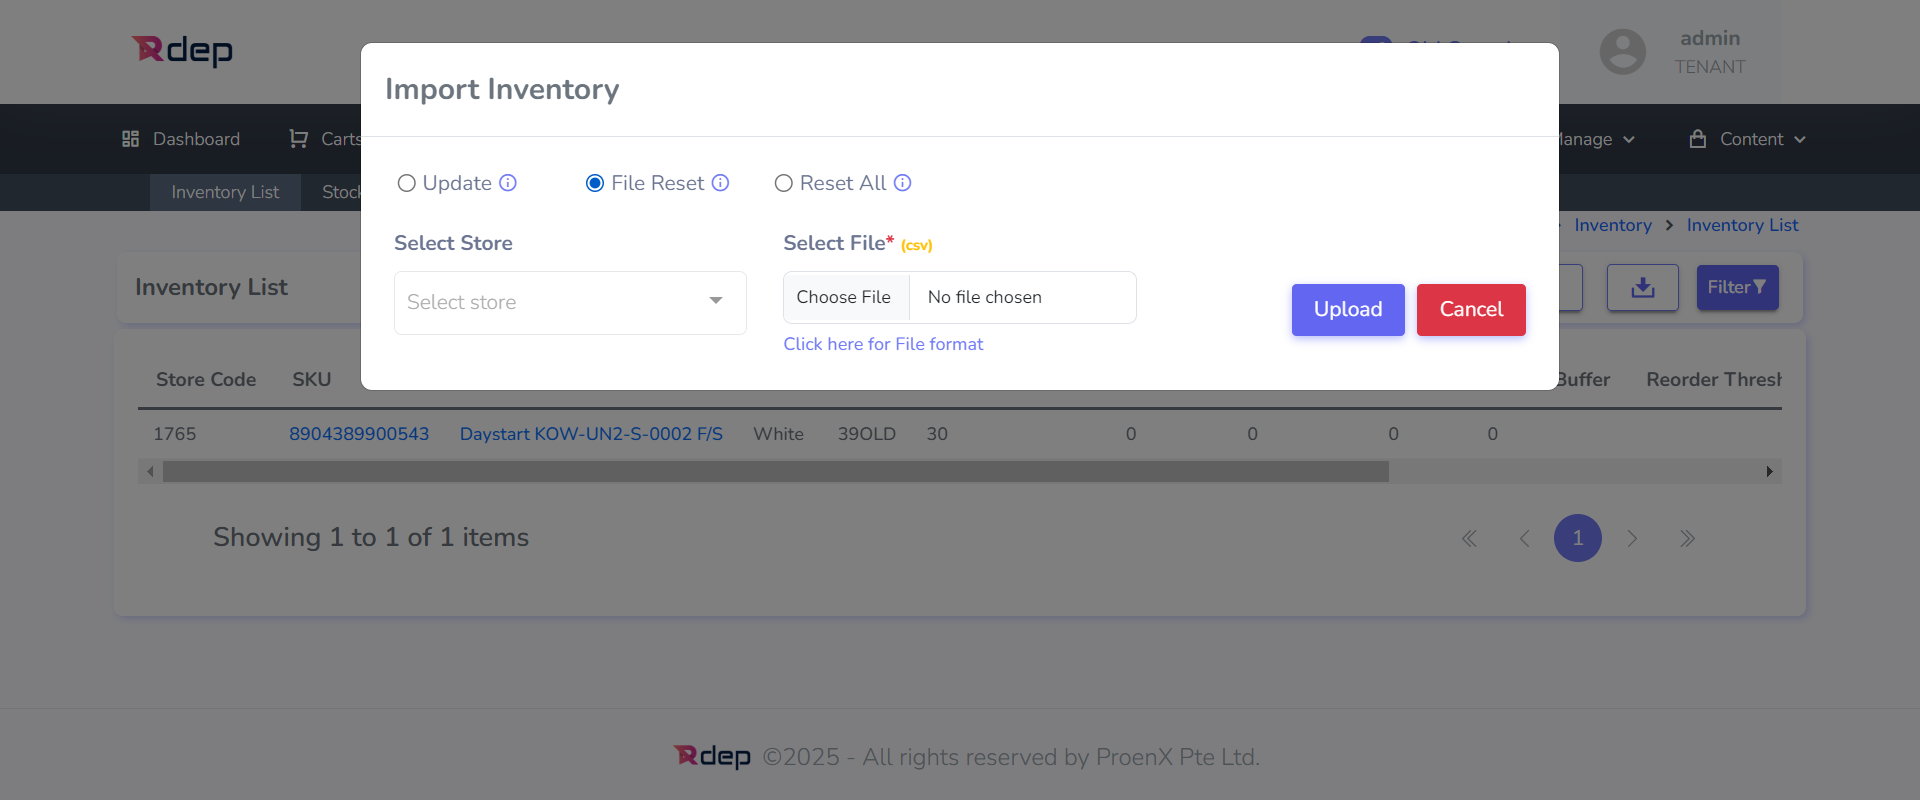 Rdep
admin
TENANT
Import Inventory
Dashboard
Carts
Manage
Content
Update
File Reset
Reset All
Inventory List
Stock
Inventory > Inventory List
Select Store
Select File* (csv)
Inventory List
Select store
Choose File No file chosen
Upload
Cancel
Filter
Click here for File format
Store Code SKU Buffer Reorder Thresh
1765 8904389900543 Daystart KOW-UN2-S-0002 F/S White 39OLD 30 0 0 0 0
Showing 1 to 1 of 1 items
1
Rdep ©2025 - All rights reserved by ProenX Pte Ltd.